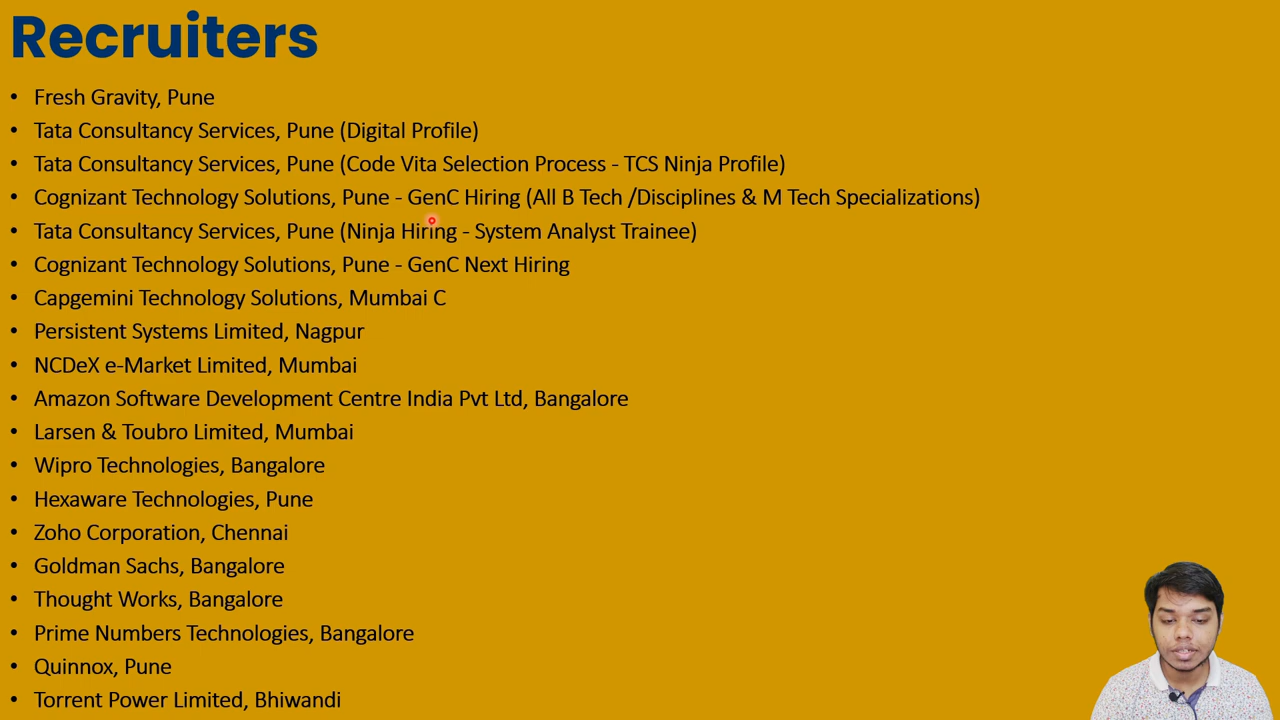 Recruiters
• Fresh Gravity, Pune
• Tata Consultancy Services, Pune (Digital Profile)
• Tata Consultancy Services, Pune (Code Vita Selection Process - TCS Ninja Profile)
• Cognizant Technology Solutions, Pune - GenC Hiring (All B Tech /Disciplines & M Tech Specializations)
• Tata Consultancy Services, Pune (Ninja Hiring - System Analyst Trainee)
• Cognizant Technology Solutions, Pune - GenC Next Hiring
• Capgemini Technology Solutions, Mumbai C
• Persistent Systems Limited, Nagpur
• NCDeX e-Market Limited, Mumbai
• Amazon Software Development Centre India Pvt Ltd, Bangalore
• Larsen & Toubro Limited, Mumbai
• Wipro Technologies, Bangalore
• Hexaware Technologies, Pune
• Zoho Corporation, Chennai
• Goldman Sachs, Bangalore
• Thought Works, Bangalore
• Prime Numbers Technologies, Bangalore
• Quinnox, Pune
• Torrent Power Limited, Bhiwandi